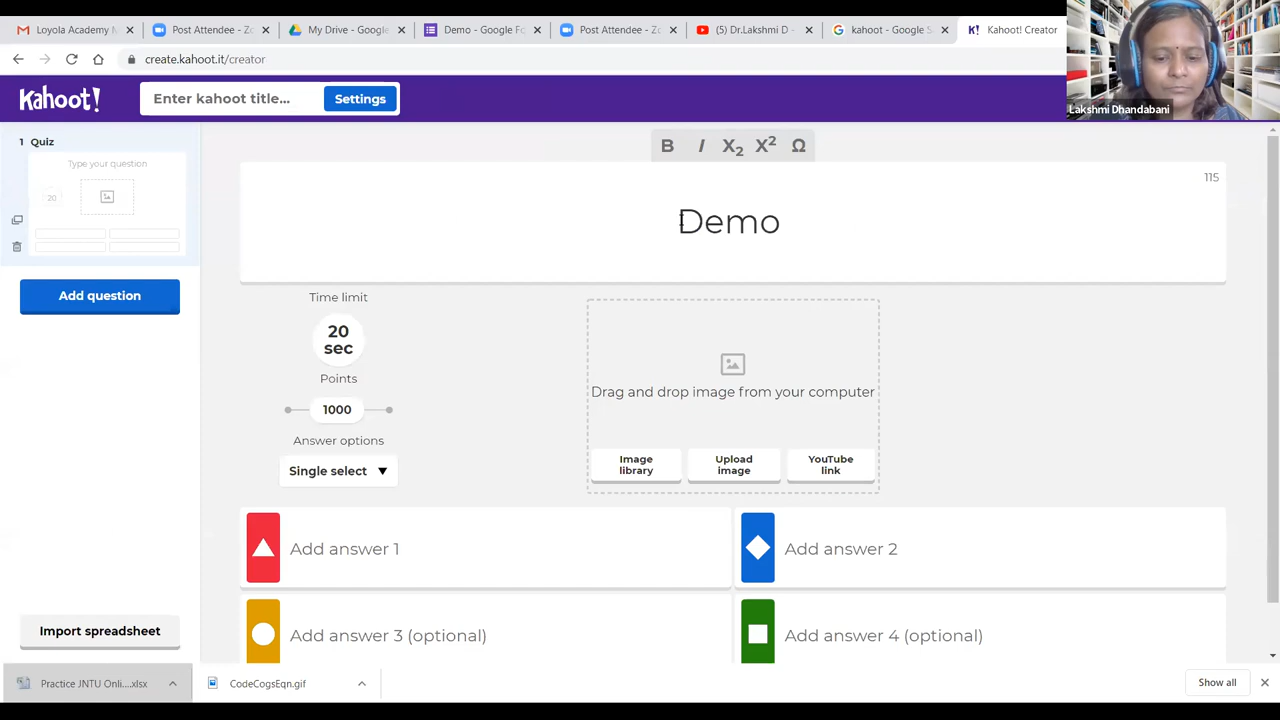 Loyola Academy M
Post Attendee - Zo
My Drive - Google
Demo - Google Fo
Post Attendee - Zo
(5) Dr.Lakshmi D -
kahoot - Google S
Kahoot! Creator
create.kahoot.it/creator
Lakshmi Dhandabani
Kahoot!
Enter kahoot title...
Settings
1 Quiz
Type your question
20
B I X2 X2 Ω
115
Demo
Add question
Time limit
20
sec
Points
1000
Answer options
Single select
Drag and drop image from your computer
Image
library
Upload
image
YouTube
link
Add answer 1
Add answer 2
Add answer 3 (optional)
Add answer 4 (optional)
Import spreadsheet
Practice JNTU Onli....xlsx
CodeCogsEqn.gif
Show all